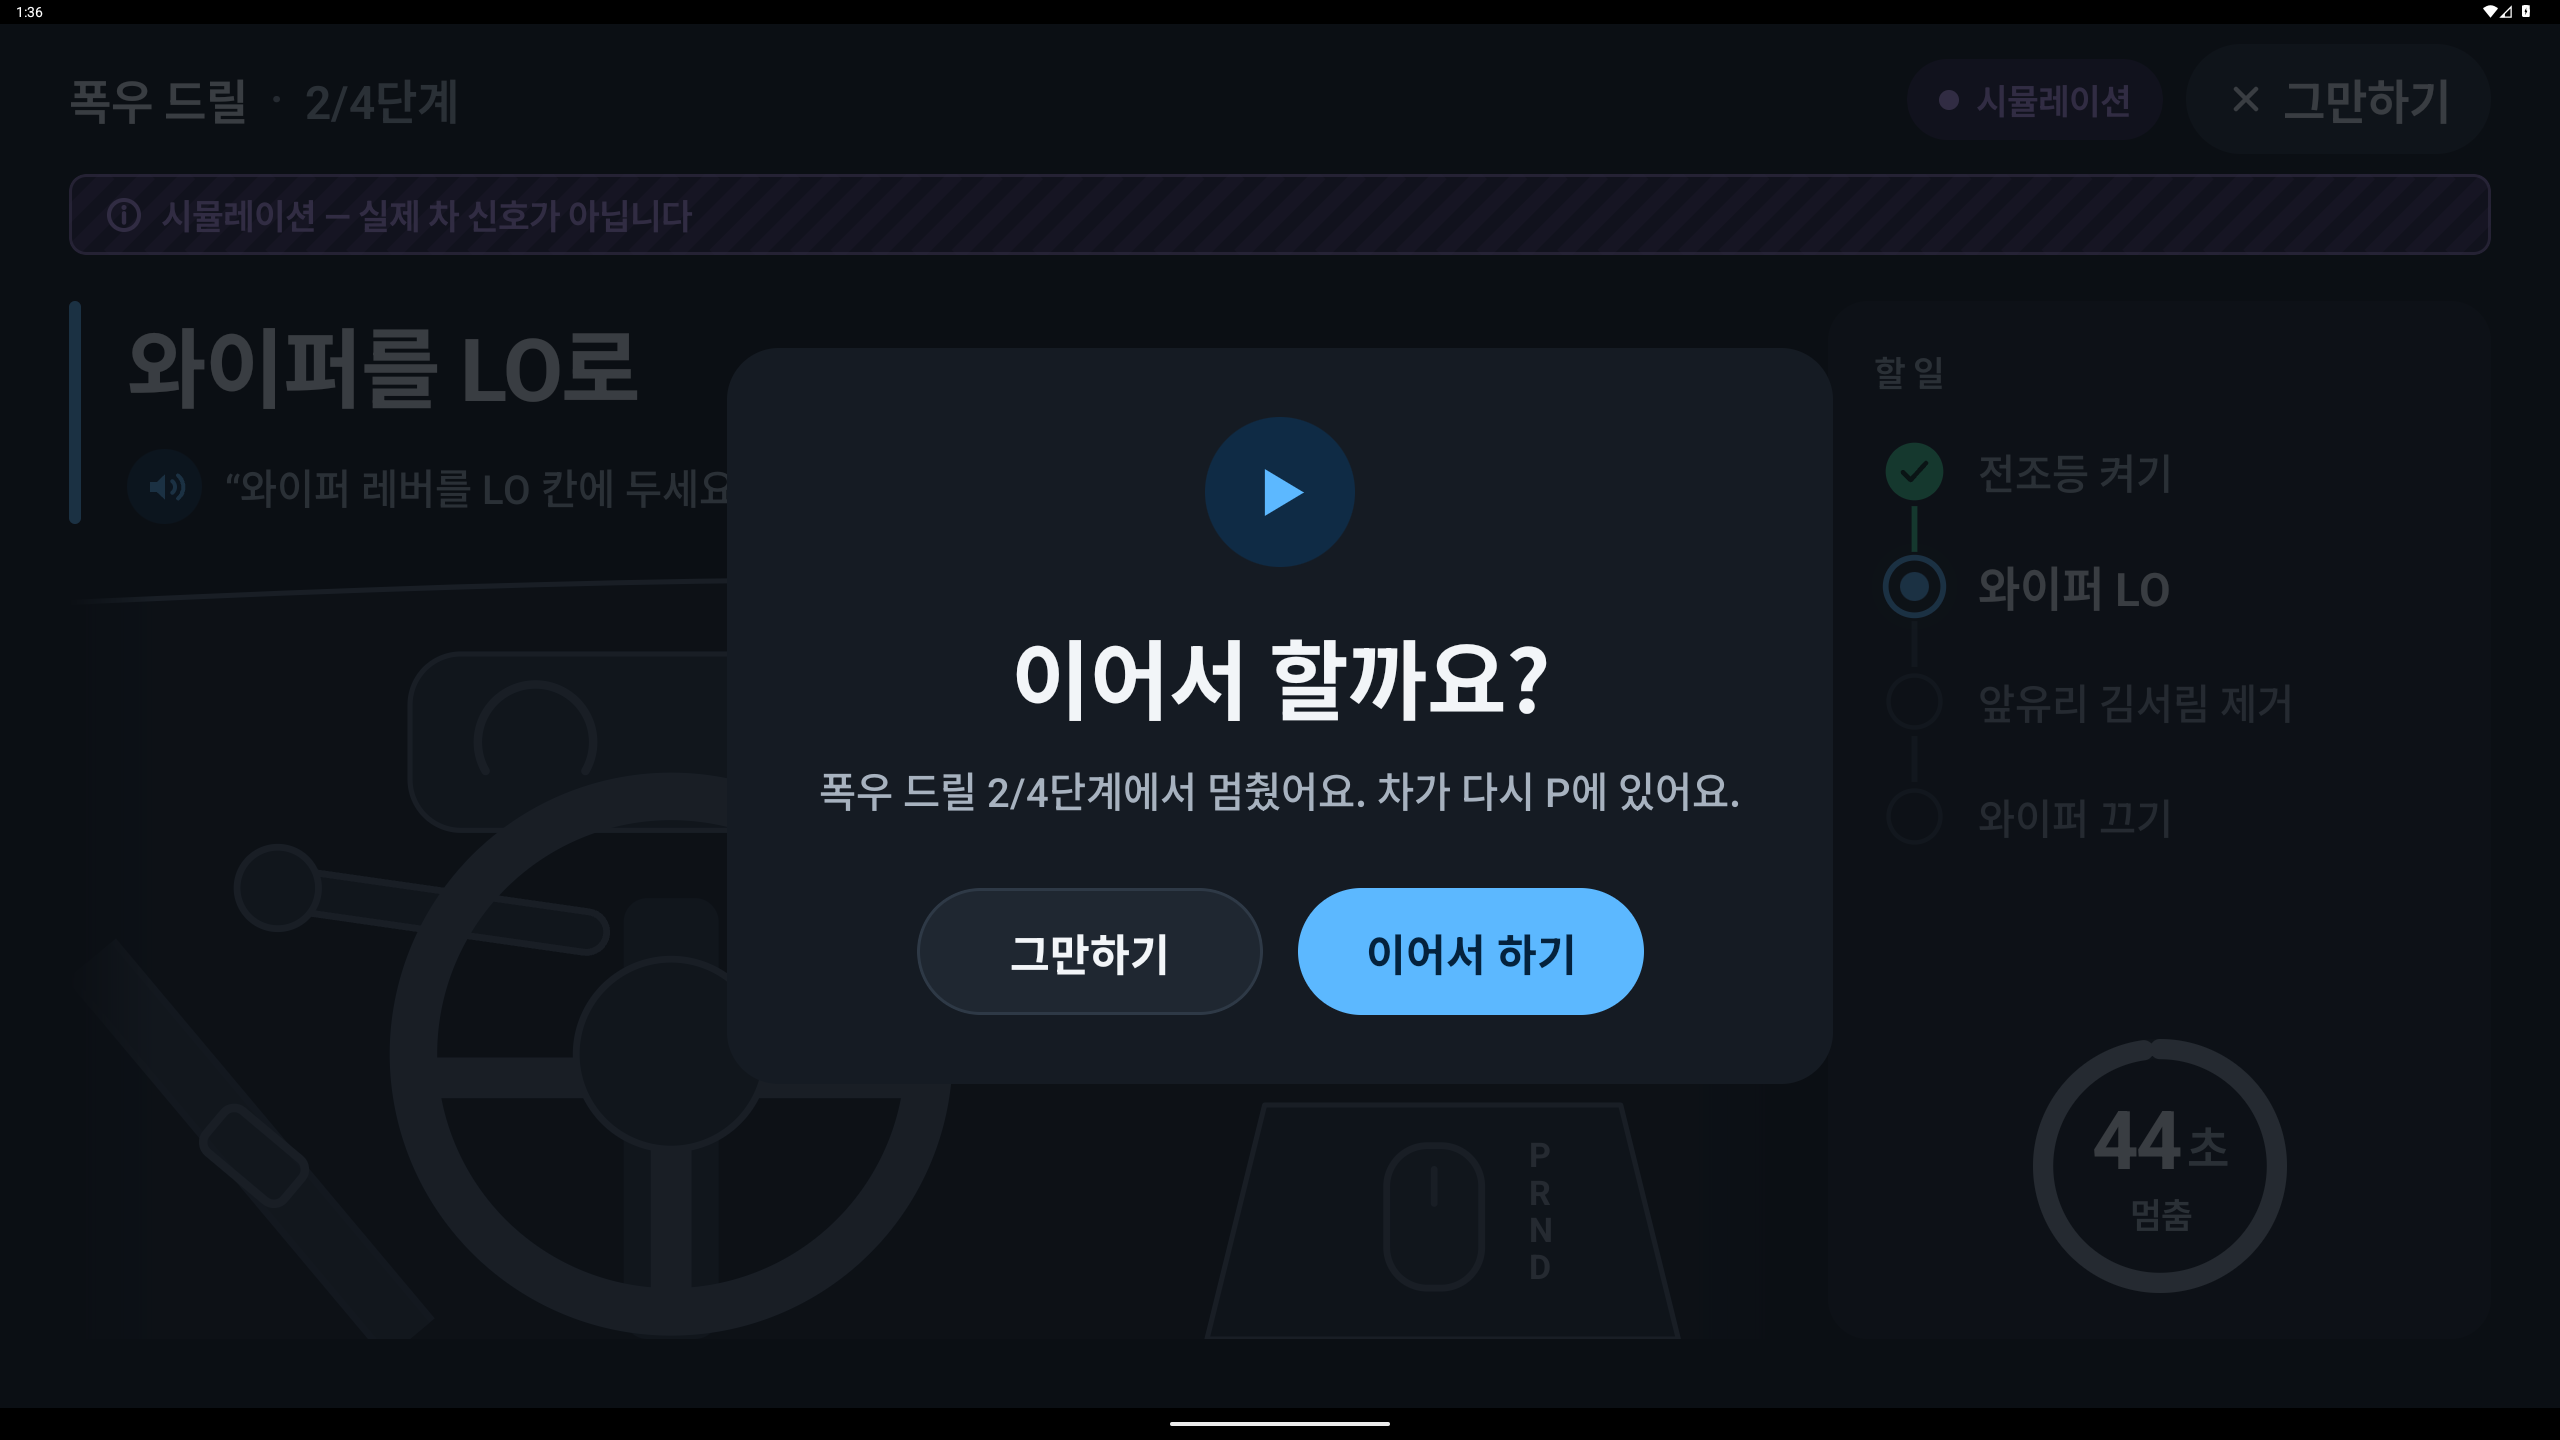 1:36
폭우 드릴 · 2/4단계
시뮬레이션
그만하기
시뮬레이션 — 실제 차 신호가 아닙니다
와이퍼를 LO로
“와이퍼 레버를 LO 칸에 두세요
이어서 할까요?
폭우 드릴 2/4단계에서 멈췄어요. 차가 다시 P에 있어요.
그만하기
이어서 하기
할 일
전조등 켜기
와이퍼 LO
앞유리 김서림 제거
와이퍼 끄기
44초
멈춤
P
R
N
D